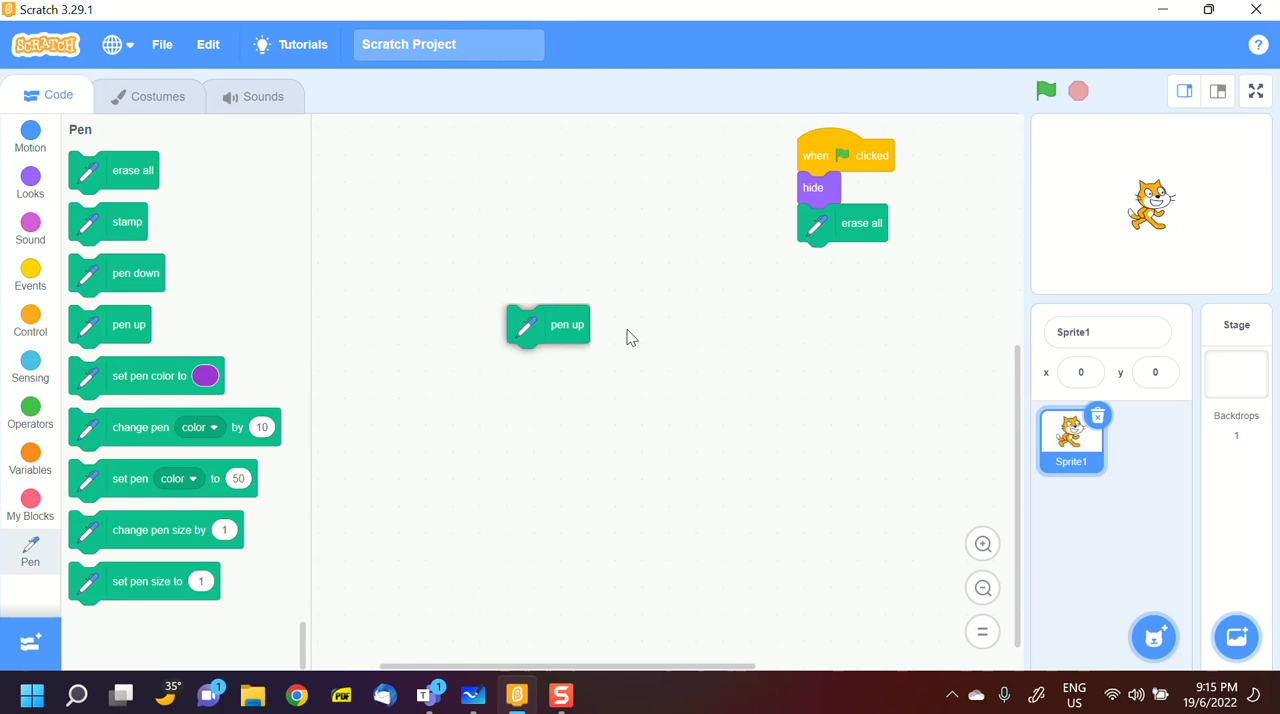 Scratch 3.29.1
SCRATCH File Edit Tutorials Scratch Project ?
Code Costumes Sounds
Motion
Looks
Sound
Events
Control
Sensing
Operators
Variables
My Blocks
Pen
Pen
erase all
stamp
pen down
pen up
set pen color to
change pen color by 10
set pen color to 50
change pen size by 1
set pen size to 1
pen up
when clicked
hide
erase all
Sprite1
x 0 y 0
Sprite1
Stage
Backdrops
1
35°
1
PDF
1
S
ENG
US
9:15 PM
19/6/2022